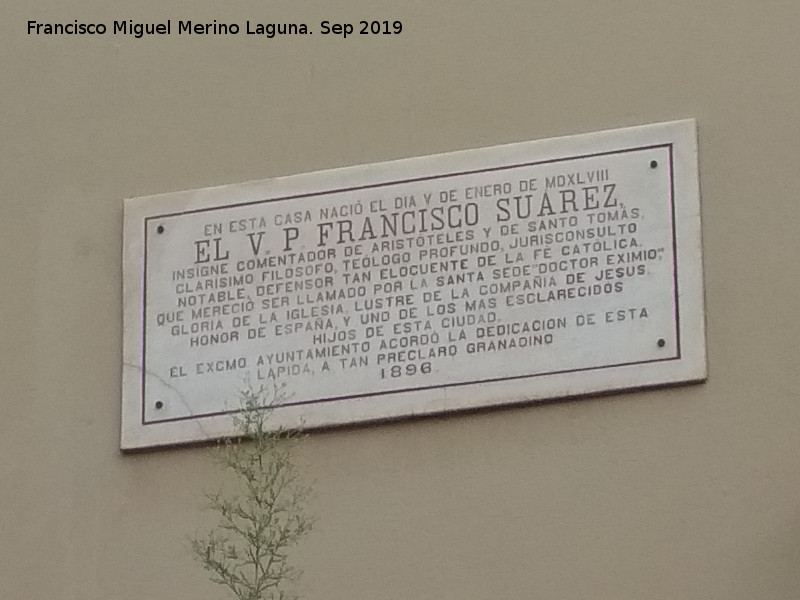 Francisco Miguel Merino Laguna. Sep 2019
EN ESTA CASA NACIÓ EL DIA V DE ENERO DE MDXLVIII
EL V. P. FRANCISCO SUAREZ,
INSIGNE COMENTADOR DE ARISTÓTELES Y DE SANTO TOMÁS,
CLARÍSIMO FILÓSOFO, TEÓLOGO PROFUNDO, JURISCONSULTO
NOTABLE, DEFENSOR TAN ELOCUENTE DE LA FÉ CATÓLICA,
QUE MERECIÓ SER LLAMADO POR LA SANTA SEDE "DOCTOR EXIMIO",
GLORIA DE LA IGLESIA, LUSTRE DE LA COMPAÑIA DE JESUS,
HONOR DE ESPAÑA, Y UNO DE LOS MAS ESCLARECIDOS
HIJOS DE ESTA CIUDAD.
EL EXCMO. AYUNTAMIENTO ACORDÓ LA DEDICACION DE ESTA
LÁPIDA, A TAN PRECLARO GRANADINO
1896.